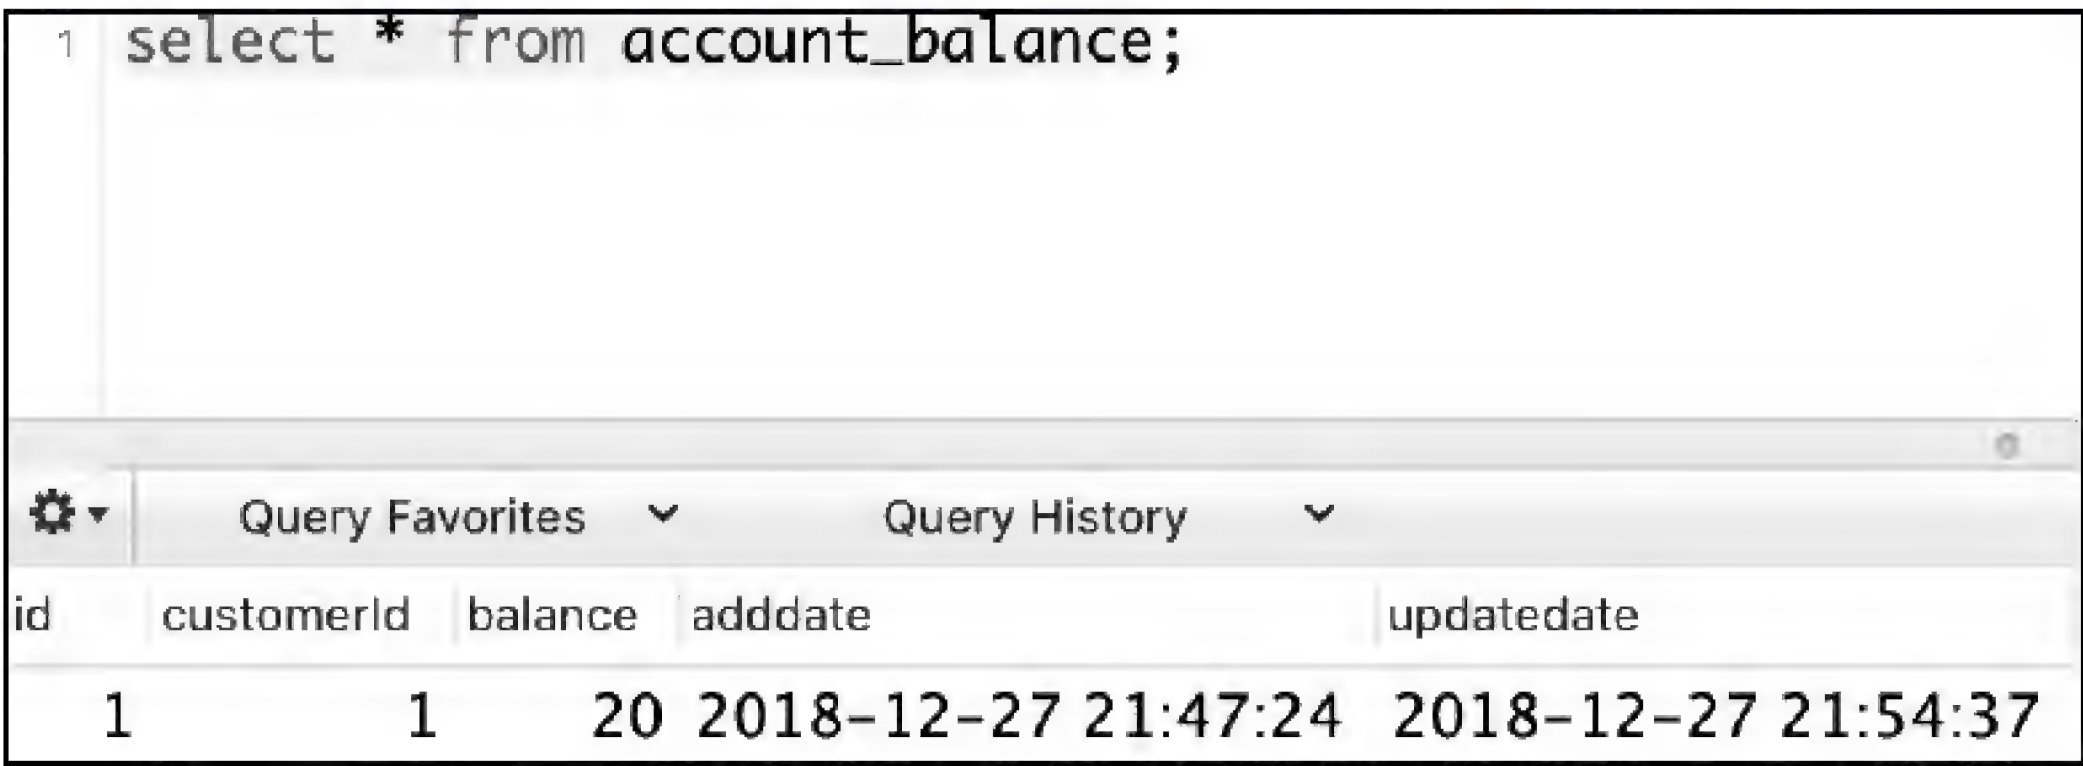 1 select * from account_balance;
Query Favorites Query History
id customerId balance adddate updatedate
1 1 20 2018-12-27 21:47:24 2018-12-27 21:54:37